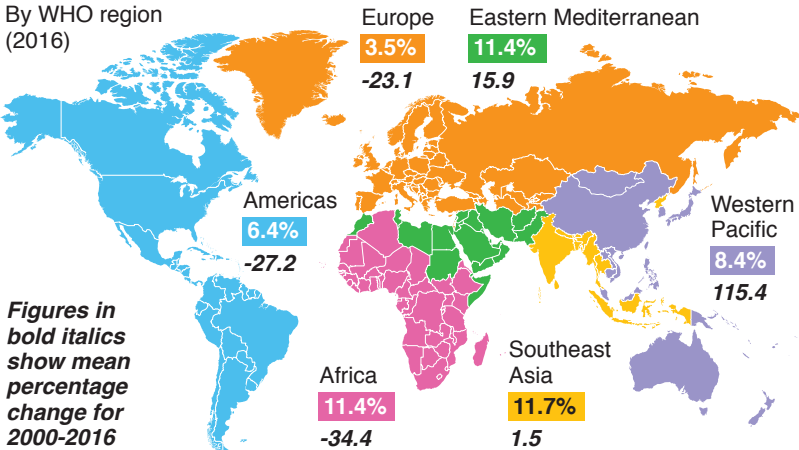 By WHO region
(2016)
Europe
3.5%
-23.1
Eastern Mediterranean
11.4%
15.9
Americas
6.4%
-27.2
Western
Pacific
8.4%
115.4
Figures in
bold italics
show mean
percentage
change for
2000-2016
Africa
11.4%
-34.4
Southeast
Asia
11.7%
1.5